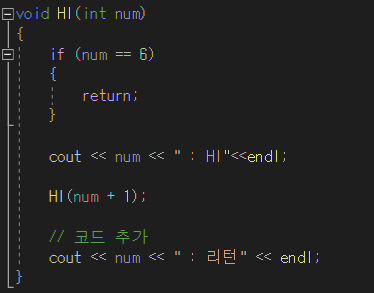 void HI(int num)
{
if (num == 6)
{
return;
}
cout << num << " : HI"<<endl;
HI(num + 1);
// 코드 추가
cout << num << " : 리턴" << endl;
}